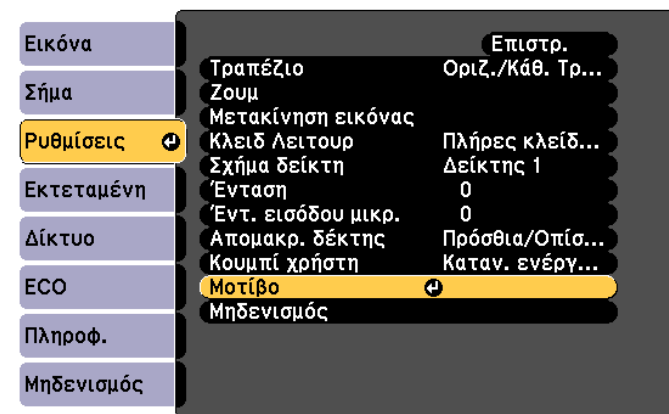 Εικόνα
Σήμα
Ρυθμίσεις
Εκτεταμένη
Δίκτυο
ECO
Πληροφ.
Μηδενισμός
Επιστρ.
Τραπέζιο Οριζ./Κάθ. Τρ...
Ζουμ
Μετακίνηση εικόνας
Κλειδ Λειτουρ Πλήρες κλείδ...
Σχήμα δείκτη Δείκτης 1
Ένταση 0
Έντ. εισόδου μικρ. 0
Απομακρ. δέκτης Πρόσθια/Οπίσ...
Κουμπί χρήστη Καταν. ενέργ...
Μοτίβο
Μηδενισμός